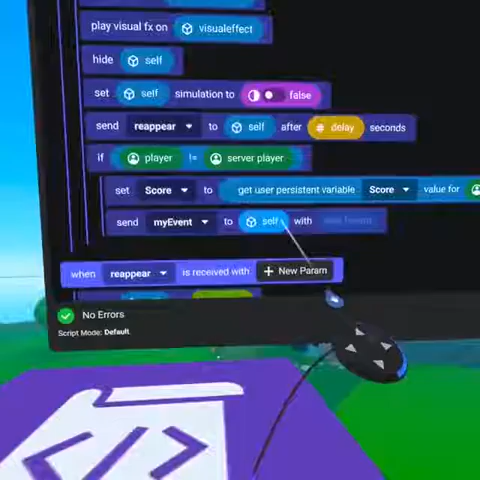 play visual fx on visualeffect
hide self
set self simulation to false
send reappear to self after delay seconds
if player != server player
set Score to get user persistent variable Score value for
send myEvent to self with
when reappear is received with + New Param
No Errors
Script Mode: Default